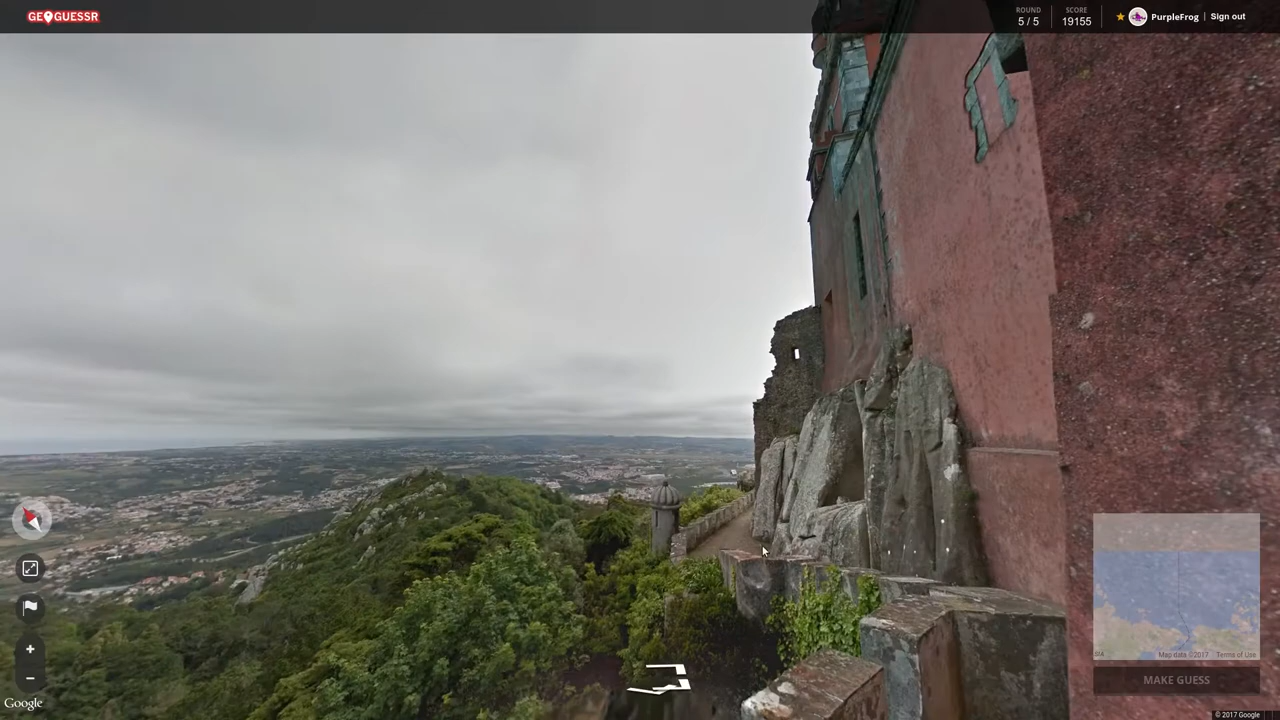 GEOGUESSR
ROUND
5 / 5
SCORE
19155
PurpleFrog
Sign out
SIA
Map data ©2017
Terms of Use
MAKE GUESS
Google
© 2017 Google